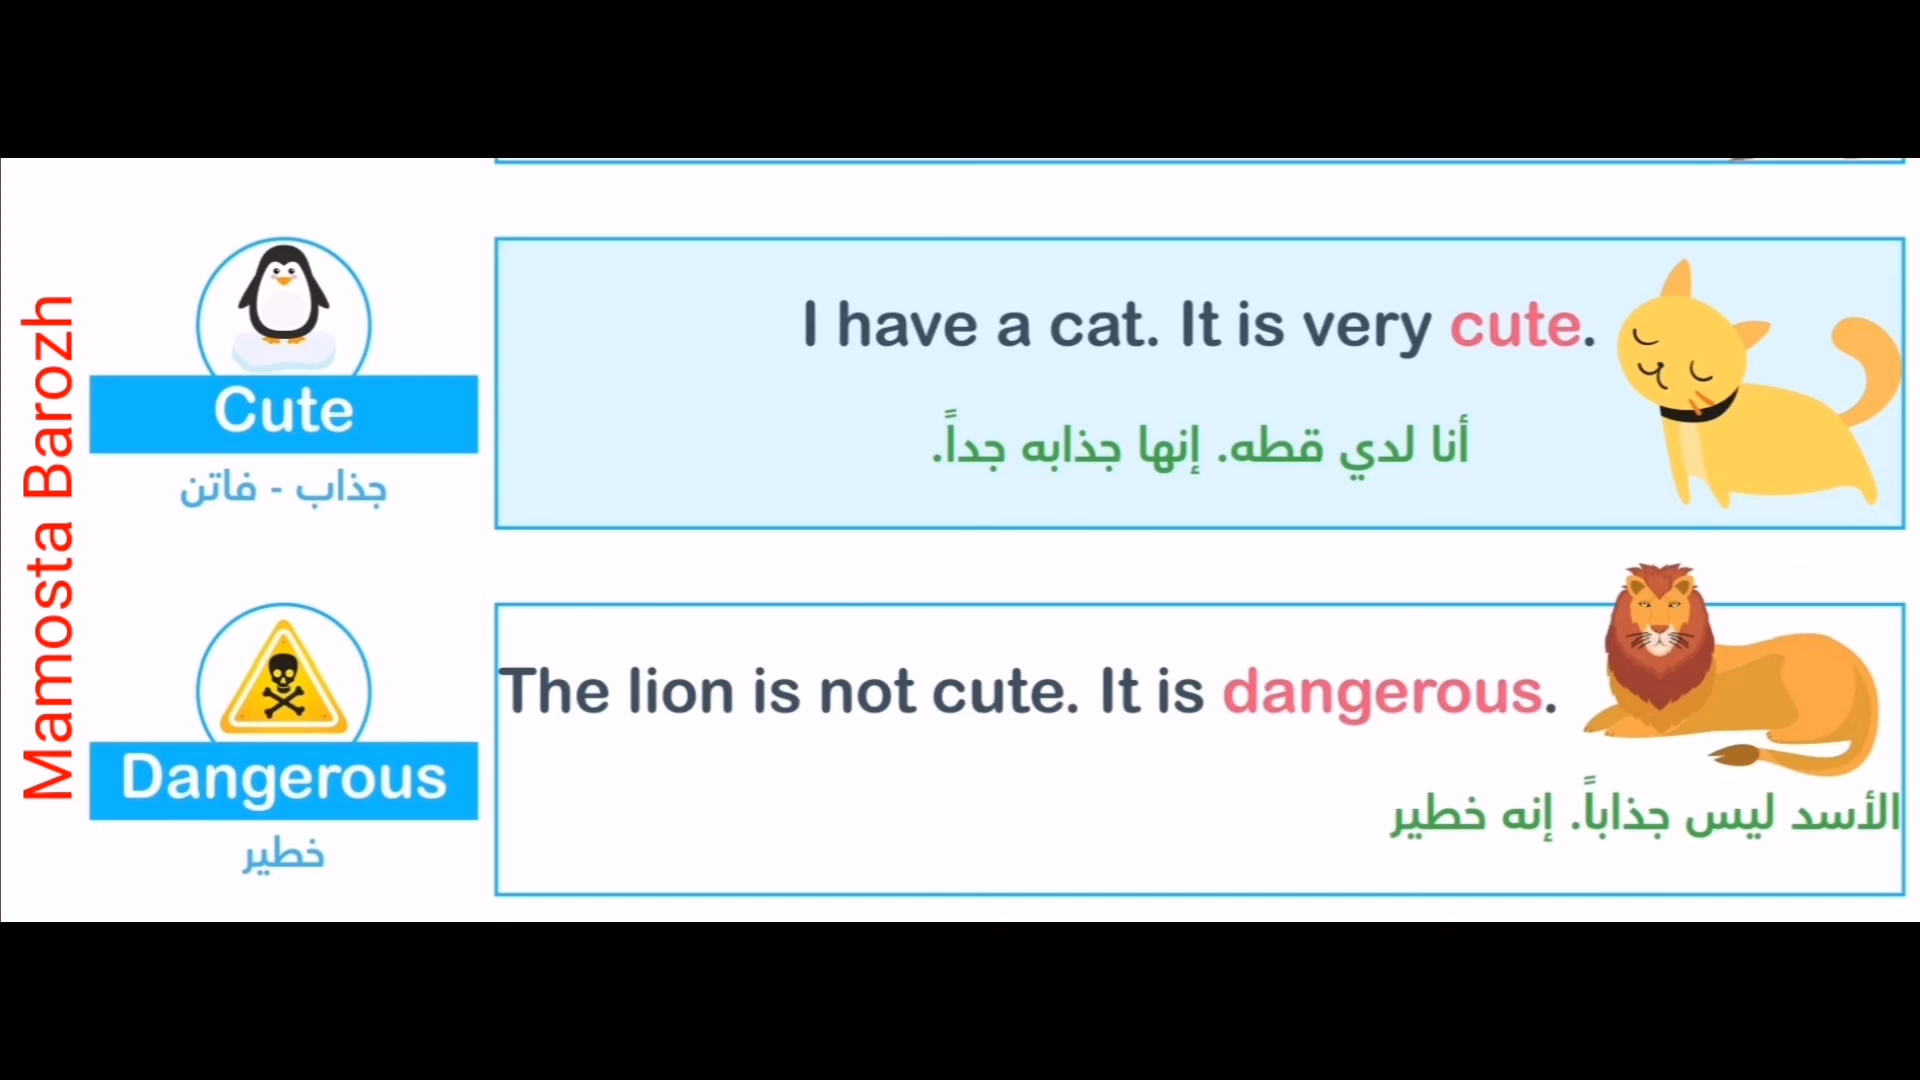 Mamosta Barozh
Cute
جذاب - فاتن
I have a cat. It is very cute.
أنا لدي قطه. إنها جذابه جداً.
Dangerous
خطير
The lion is not cute. It is dangerous.
الأسد ليس جذاباً. إنه خطير